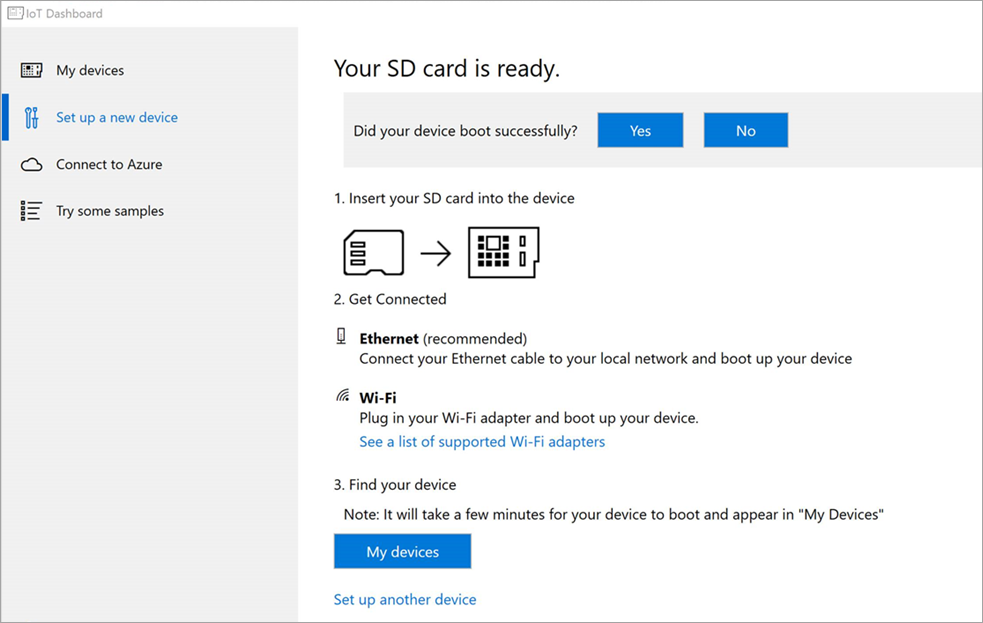 IoT Dashboard
My devices
Set up a new device
Connect to Azure
Try some samples
Your SD card is ready.
Did your device boot successfully? Yes No
1. Insert your SD card into the device
2. Get Connected
Ethernet (recommended)
Connect your Ethernet cable to your local network and boot up your device
Wi-Fi
Plug in your Wi-Fi adapter and boot up your device.
See a list of supported Wi-Fi adapters
3. Find your device
Note: It will take a few minutes for your device to boot and appear in "My Devices"
My devices
Set up another device